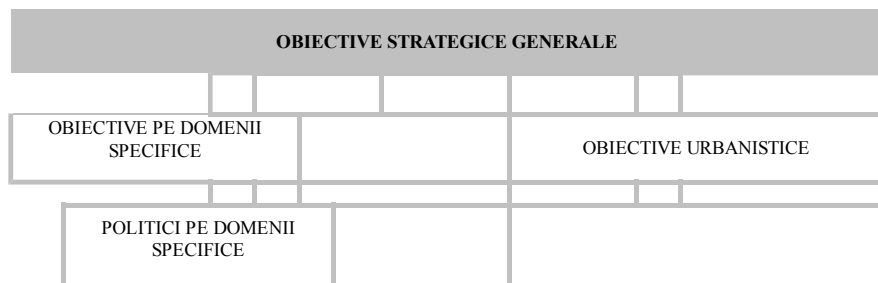 OBIECTIVE STRATEGICE GENERALE
OBIECTIVE PE DOMENII
SPECIFICE
OBIECTIVE URBANISTICE
POLITICI PE DOMENII
SPECIFICE